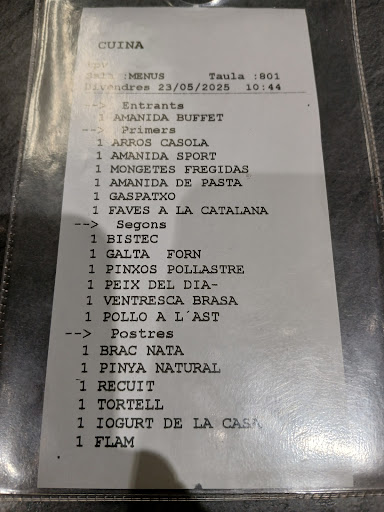 CUINA
Sala :MENUS Taula :801
Divendres 23/05/2025 10:44
--> Entrants
1 AMANIDA BUFFET
--> Primers
1 ARROS CASOLA
1 AMANIDA SPORT
1 MONGETES FREGIDAS
1 AMANIDA DE PASTA
1 GASPATXO
1 FAVES A LA CATALANA
--> Segons
1 BISTEC
1 GALTA FORN
1 PINXOS POLLASTRE
1 PEIX DEL DIA-
1 VENTRESCA BRASA
1 POLLO A L´AST
--> Postres
1 BRAC NATA
1 PINYA NATURAL
1 RECUIT
1 TORTELL
1 IOGURT DE LA CASA
1 FLAM